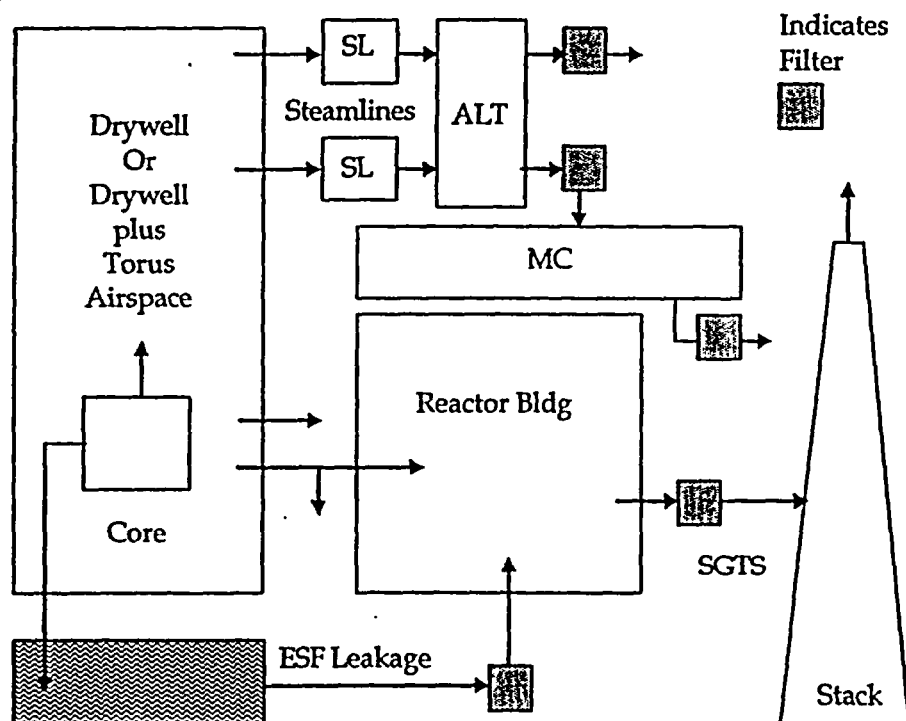 Drywell
Or
Drywell
plus
Torus
Airspace
Core
SL
Steamlines
SL
ALT
MC
Reactor Bldg
ESF Leakage
SGTS
Stack
Indicates
Filter